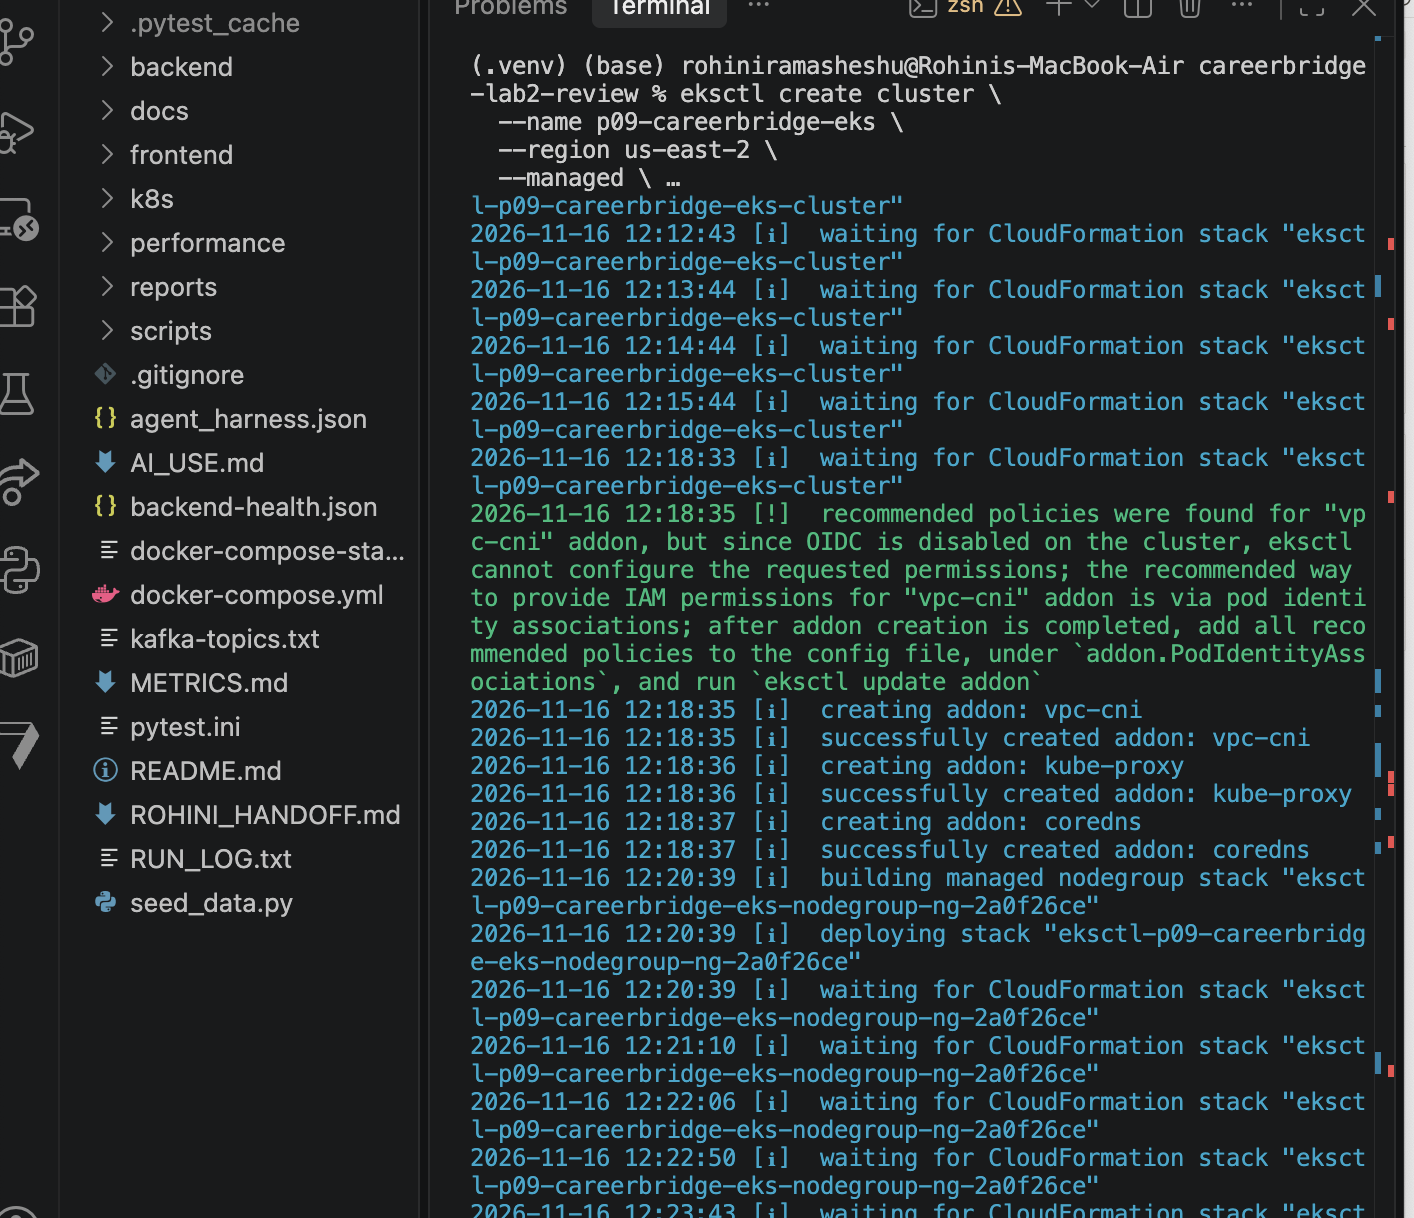 .pytest_cache
backend
docs
frontend
k8s
performance
reports
scripts
.gitignore
{} agent_harness.json
AI_USE.md
{} backend-health.json
docker-compose-sta...
docker-compose.yml
kafka-topics.txt
METRICS.md
pytest.ini
README.md
ROHINI_HANDOFF.md
RUN_LOG.txt
seed_data.py
Problems Terminal ... zsh
(.venv) (base) rohiniramasheshu@Rohinis-MacBook-Air careerbridge
-lab2-review % eksctl create cluster \
--name p09-careerbridge-eks \
--region us-east-2 \
--managed \ …
l-p09-careerbridge-eks-cluster"
2026-11-16 12:12:43 [i] waiting for CloudFormation stack "eksct
l-p09-careerbridge-eks-cluster"
2026-11-16 12:13:44 [i] waiting for CloudFormation stack "eksct
l-p09-careerbridge-eks-cluster"
2026-11-16 12:14:44 [i] waiting for CloudFormation stack "eksct
l-p09-careerbridge-eks-cluster"
2026-11-16 12:15:44 [i] waiting for CloudFormation stack "eksct
l-p09-careerbridge-eks-cluster"
2026-11-16 12:18:33 [i] waiting for CloudFormation stack "eksct
l-p09-careerbridge-eks-cluster"
2026-11-16 12:18:35 [!] recommended policies were found for "vp
c-cni" addon, but since OIDC is disabled on the cluster, eksctl
cannot configure the requested permissions; the recommended way
to provide IAM permissions for "vpc-cni" addon is via pod identi
ty associations; after addon creation is completed, add all reco
mmended policies to the config file, under `addon.PodIdentityAss
ociations`, and run `eksctl update addon`
2026-11-16 12:18:35 [i] creating addon: vpc-cni
2026-11-16 12:18:35 [i] successfully created addon: vpc-cni
2026-11-16 12:18:36 [i] creating addon: kube-proxy
2026-11-16 12:18:36 [i] successfully created addon: kube-proxy
2026-11-16 12:18:37 [i] creating addon: coredns
2026-11-16 12:18:37 [i] successfully created addon: coredns
2026-11-16 12:20:39 [i] building managed nodegroup stack "eksct
l-p09-careerbridge-eks-nodegroup-ng-2a0f26ce"
2026-11-16 12:20:39 [i] deploying stack "eksctl-p09-careerbridg
e-eks-nodegroup-ng-2a0f26ce"
2026-11-16 12:20:39 [i] waiting for CloudFormation stack "eksct
l-p09-careerbridge-eks-nodegroup-ng-2a0f26ce"
2026-11-16 12:21:10 [i] waiting for CloudFormation stack "eksct
l-p09-careerbridge-eks-nodegroup-ng-2a0f26ce"
2026-11-16 12:22:06 [i] waiting for CloudFormation stack "eksct
l-p09-careerbridge-eks-nodegroup-ng-2a0f26ce"
2026-11-16 12:22:50 [i] waiting for CloudFormation stack "eksct
l-p09-careerbridge-eks-nodegroup-ng-2a0f26ce"
2026-11-16 12:23:43 [i] waiting for CloudFormation stack "eksct